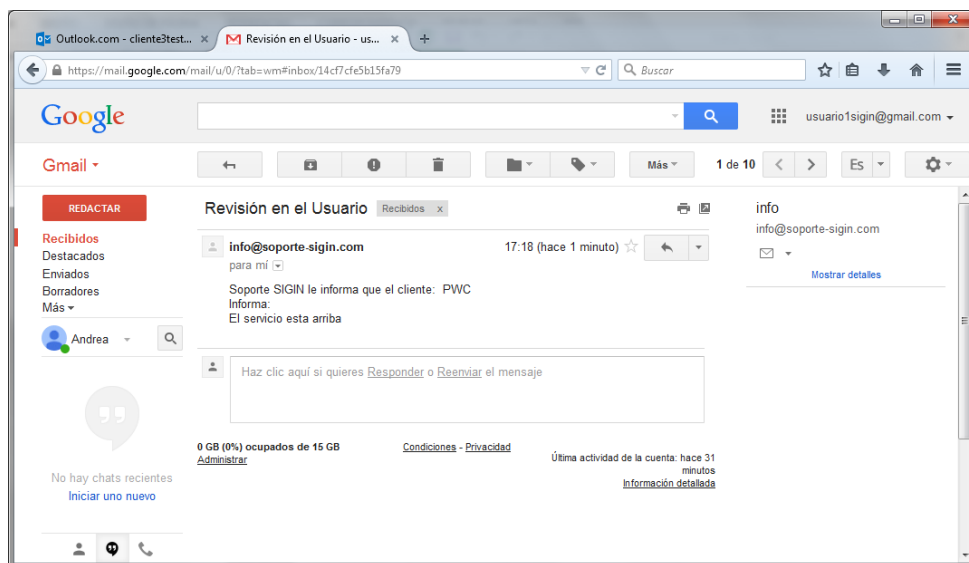 Outlook.com - cliente3test... ×
Revisión en el Usuario - us... × +
https://mail.google.com/mail/u/0/?tab=wm#inbox/14cf7cfe5b15fa79
Buscar
Google
usuario1sigin@gmail.com
Gmail
Más
1 de 10
Es
REDACTAR
Recibidos
Destacados
Enviados
Borradores
Más
Andrea
No hay chats recientes
Iniciar uno nuevo
Revisión en el Usuario Recibidos x
info@soporte-sigin.com 17:18 (hace 1 minuto)
para mí
Soporte SIGIN le informa que el cliente: PWC
Informa:
El servicio esta arriba
Haz clic aquí si quieres Responder o Reenviar el mensaje
0 GB (0%) ocupados de 15 GB
Administrar
Condiciones - Privacidad
Última actividad de la cuenta: hace 31
minutos
Información detallada
info
info@soporte-sigin.com
Mostrar detalles